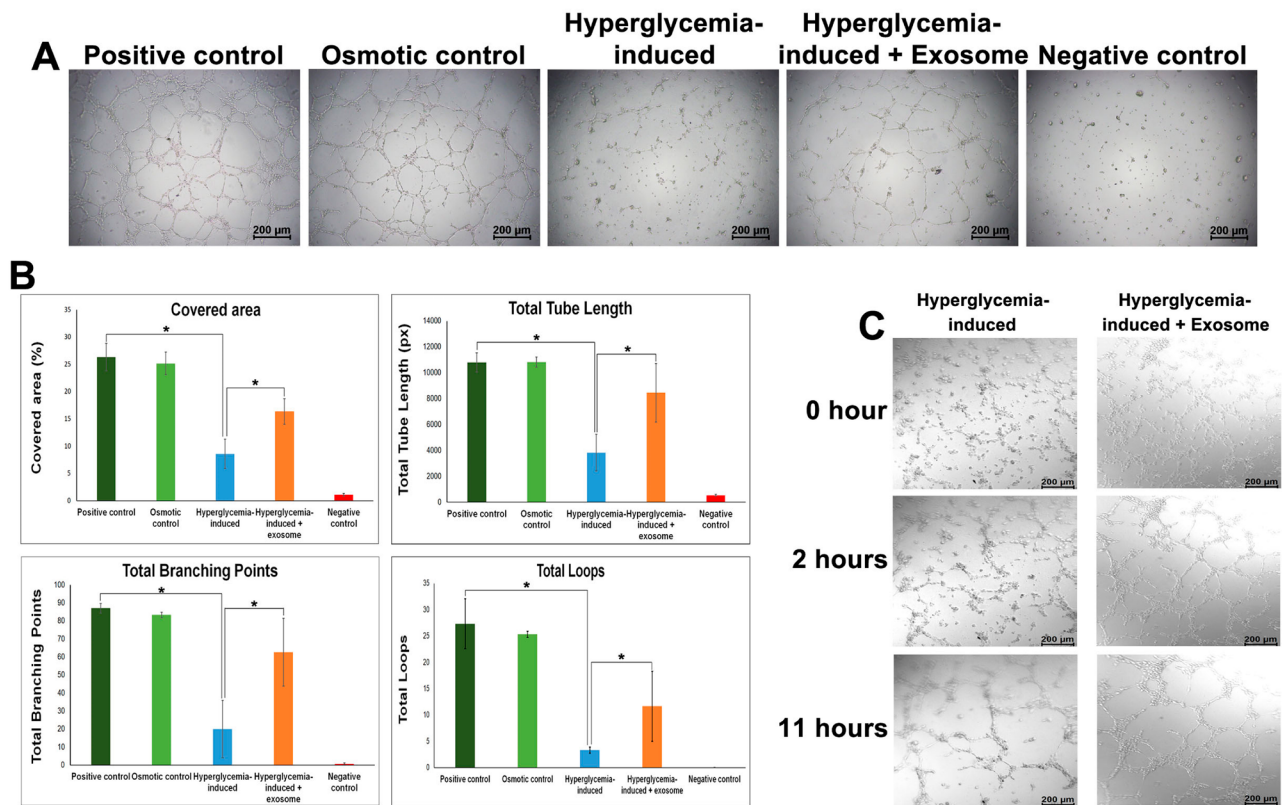 A
Positive control
Osmotic control
Hyperglycemia-
induced
Hyperglycemia-
induced + Exosome
Negative control
200 µm
200 µm
200 µm
200 µm
200 µm
B
Covered area
Covered area (%)
35
30
25
20
15
10
5
0
*
*
Positive control
Osmotic
control
Hyperglycemia-
induced
Hyperglycemia-
induced +
exosome
Negative
control
Total Tube Length
Total Tube Length (px)
14000
12000
10000
8000
6000
4000
2000
0
*
*
Positive control
Osmotic
control
Hyperglycemia-
induced
Hyperglycemia-
induced +
exosome
Negative
control
Total Branching Points
Total Branching Points
100
90
80
70
60
50
40
30
20
10
0
*
*
Positive control
Osmotic control
Hyperglycemia-
induced
Hyperglycemia-
induced +
exosome
Negative
control
Total Loops
Total Loops
35
30
25
20
15
10
5
0
*
*
Positive control
Osmotic control
Hyperglycemia-
induced
Hyperglycemia-
induced + exosome
Negative control
C
Hyperglycemia-
induced
Hyperglycemia-
induced + Exosome
0 hour
200 µm
200 µm
2 hours
200 µm
200 µm
11 hours
200 µm
200 µm